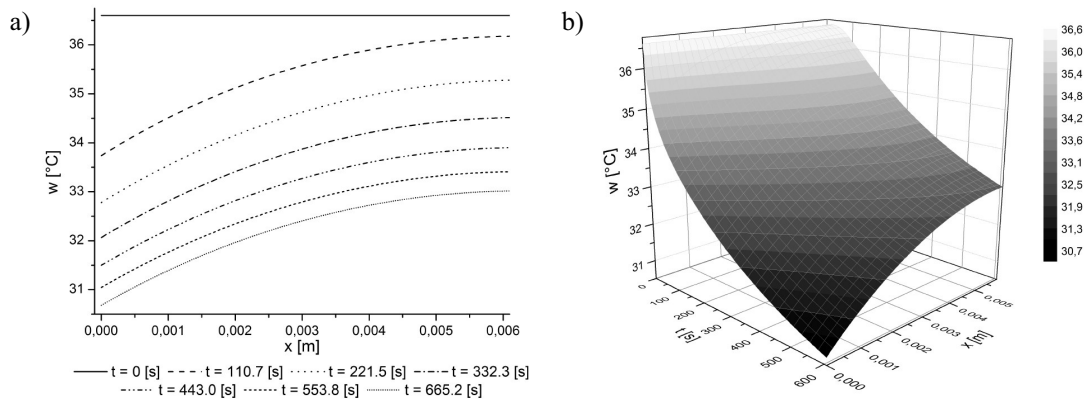 a)
w [°C]
36
35
34
33
32
31
0,000 0,001 0,002 0,003 0,004 0,005 0,006
x [m]
t = 0 [s] t = 110.7 [s] t = 221.5 [s] t = 332.3 [s]
t = 443.0 [s] t = 553.8 [s] t = 665.2 [s]
b)
w [°C]
36
35
34
33
32
31
0 100 200 300 400 500 600
t [s]
0,000 0,001 0,002 0,003 0,004 0,005
x [m]
36,6
36,0
35,4
34,8
34,2
33,6
33,1
32,5
31,9
31,3
30,7